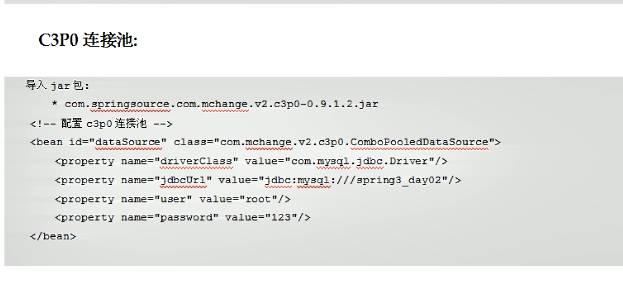 C3P0 连接池:
导入 jar 包:
* com.springsource.com.mchange.v2.c3p0-0.9.1.2.jar
<!-- 配置 c3p0 连接池 -->
<bean id="dataSource" class="com.mchange.v2.c3p0.ComboPooledDataSource">
<property name="driverClass" value="com.mysql.jdbc.Driver"/>
<property name="jdbcUrl" value="jdbc:mysql:///spring3_day02"/>
<property name="user" value="root"/>
<property name="password" value="123"/>
</bean>